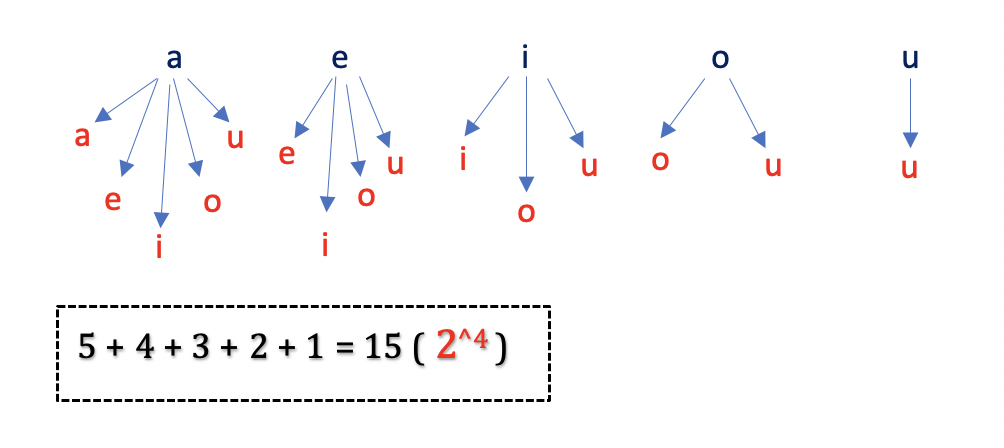 a e i o u
a e i o u e i o u i o u o u u
5 + 4 + 3 + 2 + 1 = 15 ( 2^4 )